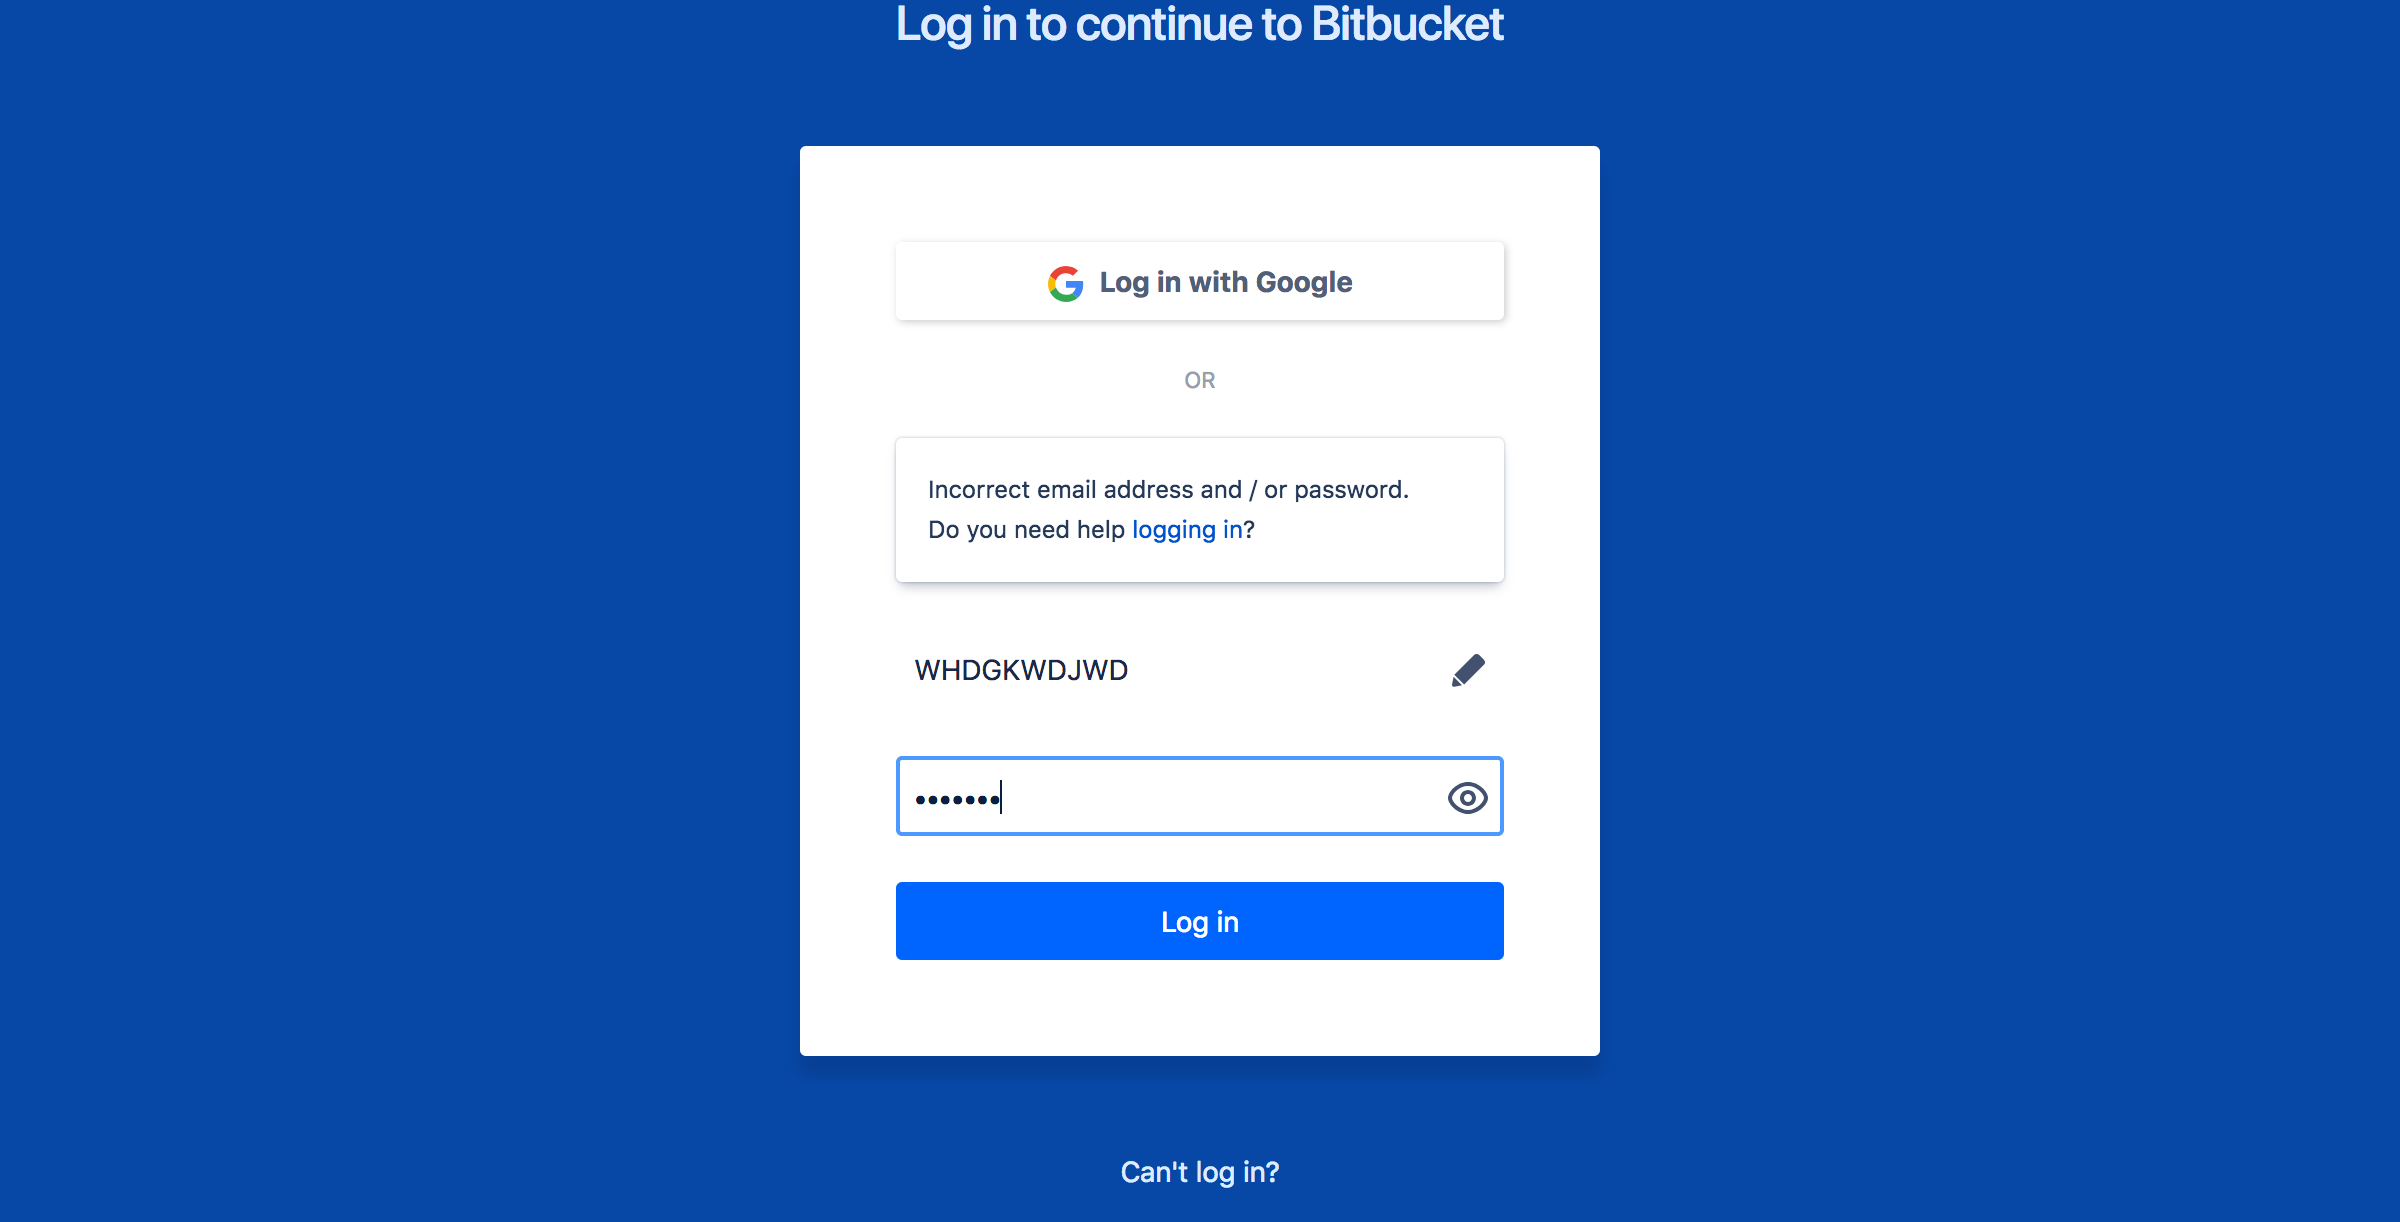 Log in to continue to Bitbucket
Log in with Google
OR
Incorrect email address and / or password.
Do you need help logging in?
WHDGKWDJWD
•••••••
Log in
Can't log in?